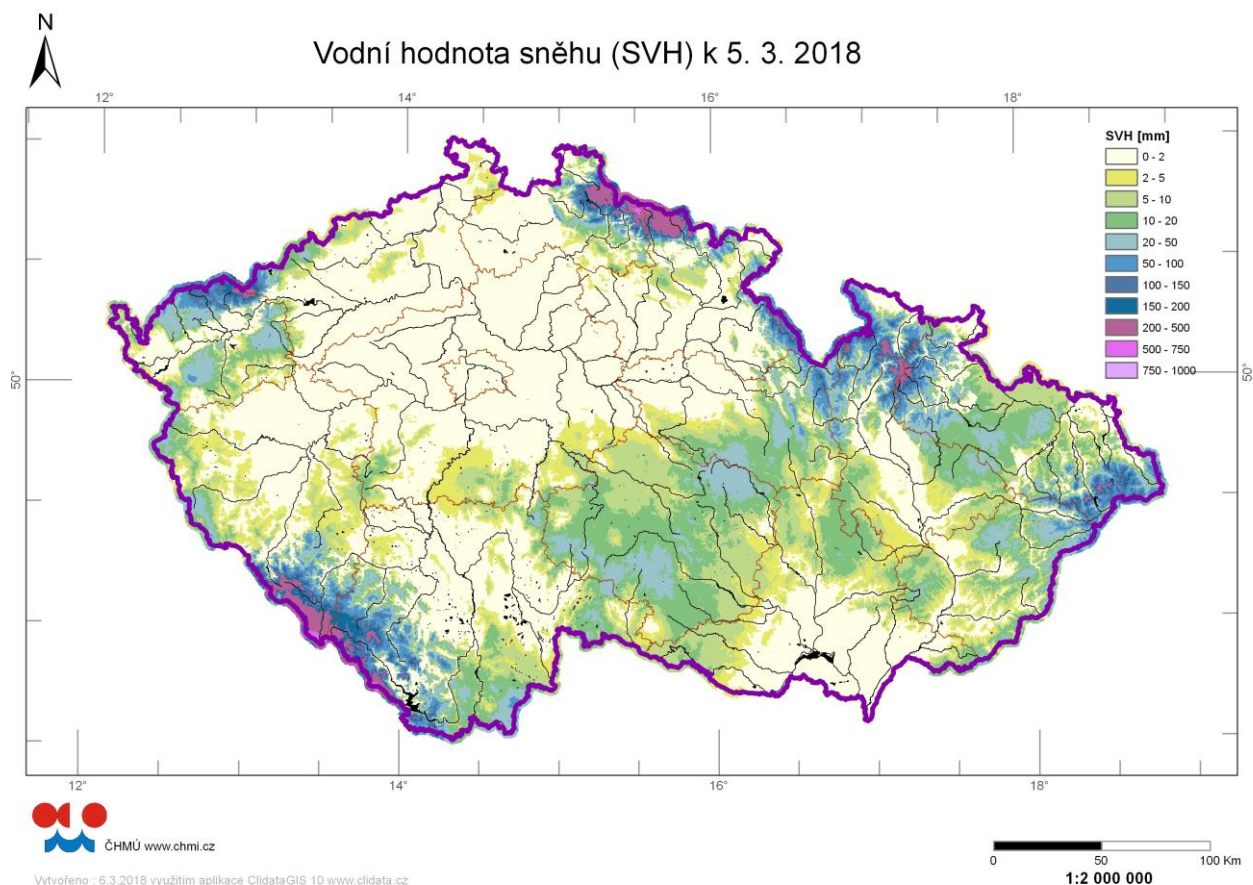 N
Vodní hodnota sněhu (SVH) k 5. 3. 2018
12° 14° 16° 18°
SVH [mm]
0 - 2
2 - 5
5 - 10
10 - 20
20 - 50
50 - 100
100 - 150
150 - 200
200 - 500
500 - 750
750 - 1000
50° 50°
12° 14° 16° 18°
ČHMÚ www.chmi.cz
0 50 100 Km
1:2 000 000
Vytvořeno : 6.3.2018 využitím aplikace ClidataGIS 10 www.clidata.cz